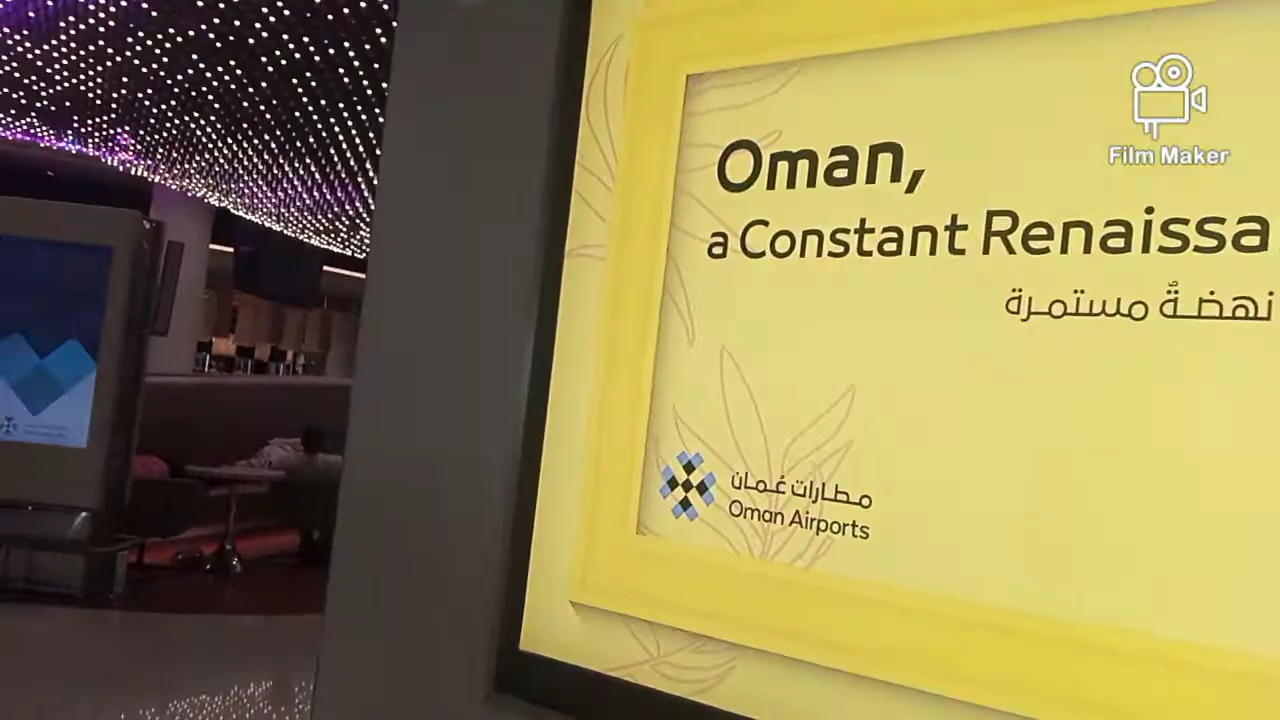 Film Maker
Oman,
a Constant Renaissa
نهضةٌ مستمرة
مطارات عُمان
Oman Airports